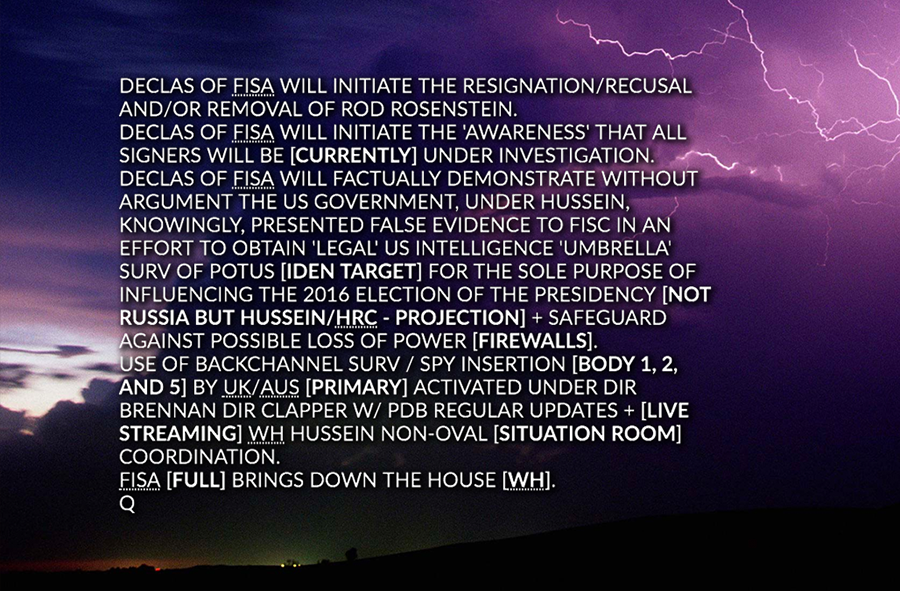 DECLAS OF FISA WILL INITIATE THE RESIGNATION/RECUSAL
AND/OR REMOVAL OF ROD ROSENSTEIN.
DECLAS OF FISA WILL INITIATE THE 'AWARENESS' THAT ALL
SIGNERS WILL BE [CURRENTLY] UNDER INVESTIGATION.
DECLAS OF FISA WILL FACTUALLY DEMONSTRATE WITHOUT
ARGUMENT THE US GOVERNMENT, UNDER HUSSEIN,
KNOWINGLY, PRESENTED FALSE EVIDENCE TO FISC IN AN
EFFORT TO OBTAIN 'LEGAL' US INTELLIGENCE 'UMBRELLA'
SURV OF POTUS [IDEN TARGET] FOR THE SOLE PURPOSE OF
INFLUENCING THE 2016 ELECTION OF THE PRESIDENCY [NOT
RUSSIA BUT HUSSEIN/HRC - PROJECTION] + SAFEGUARD
AGAINST POSSIBLE LOSS OF POWER [FIREWALLS].
USE OF BACKCHANNEL SURV / SPY INSERTION [BODY 1, 2,
AND 5] BY UK/AUS [PRIMARY] ACTIVATED UNDER DIR
BRENNAN DIR CLAPPER W/ PDB REGULAR UPDATES + [LIVE
STREAMING] WH HUSSEIN NON-OVAL [SITUATION ROOM]
COORDINATION.
FISA [FULL] BRINGS DOWN THE HOUSE [WH].
Q